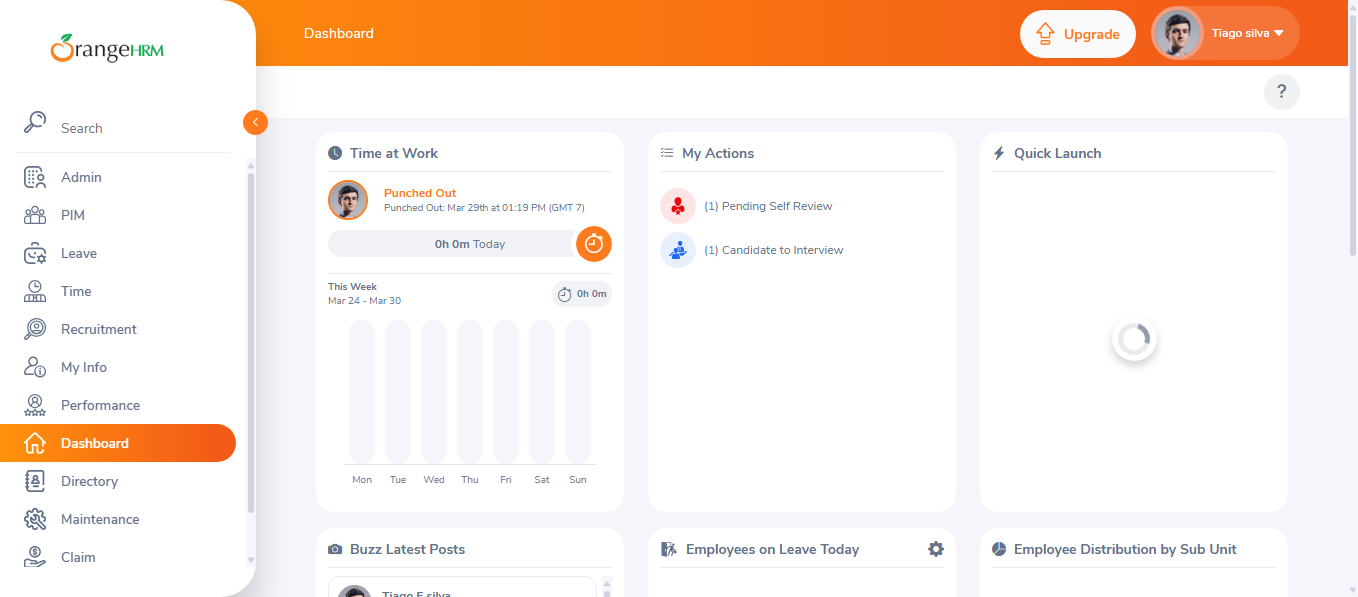 OrangeHRM
Dashboard
Upgrade
Tiago silva
?
Search
Admin
PIM
Leave
Time
Recruitment
My Info
Performance
Dashboard
Directory
Maintenance
Claim
Time at Work
Punched Out
Punched Out: Mar 29th at 01:19 PM (GMT 7)
0h 0m Today
This Week
Mar 24 - Mar 30
0h 0m
Mon Tue Wed Thu Fri Sat Sun
My Actions
(1) Pending Self Review
(1) Candidate to Interview
Quick Launch
Buzz Latest Posts
Tiago F silva
Employees on Leave Today
Employee Distribution by Sub Unit